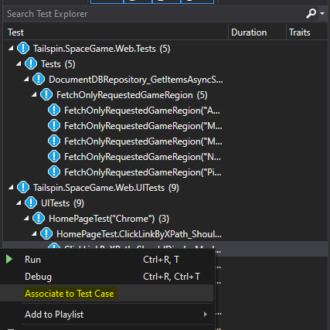 Search Test Explorer
Test Duration Traits
Tailspin.SpaceGame.Web.Tests (5)
Tests (5)
DocumentDBRepository_GetItemsAsyncS...
FetchOnlyRequestedGameRegion (5)
FetchOnlyRequestedGameRegion("A...
FetchOnlyRequestedGameRegion("M...
FetchOnlyRequestedGameRegion("M...
FetchOnlyRequestedGameRegion("N...
FetchOnlyRequestedGameRegion("Pi...
Tailspin.SpaceGame.Web.UITests (9)
UITests (9)
HomePageTest("Chrome") (3)
HomePageTest.ClickLinkByXPath_Shou...
Run Ctrl+R, T
Debug Ctrl+R, Ctrl+T
Associate to Test Case
Add to Playlist